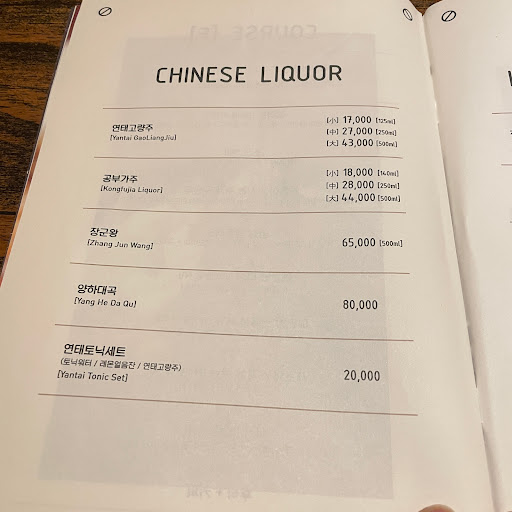 CHINESE LIQUOR
연태고량주 [小] 17,000 [125ml]
[Yantai GaoLiangJiu] [中] 27,000 [250ml]
[大] 43,000 [500ml]
공부가주 [小] 18,000 [140ml]
[Kongfujia Liquor] [中] 28,000 [250ml]
[大] 44,000 [500ml]
장군왕
[Zhang Jun Wang] 65,000 [500ml]
양하대곡
[Yang He Da Qu] 80,000
연태토닉세트
(토닉워터 / 레몬얼음잔 / 연태고량주)
[Yantai Tonic Set] 20,000